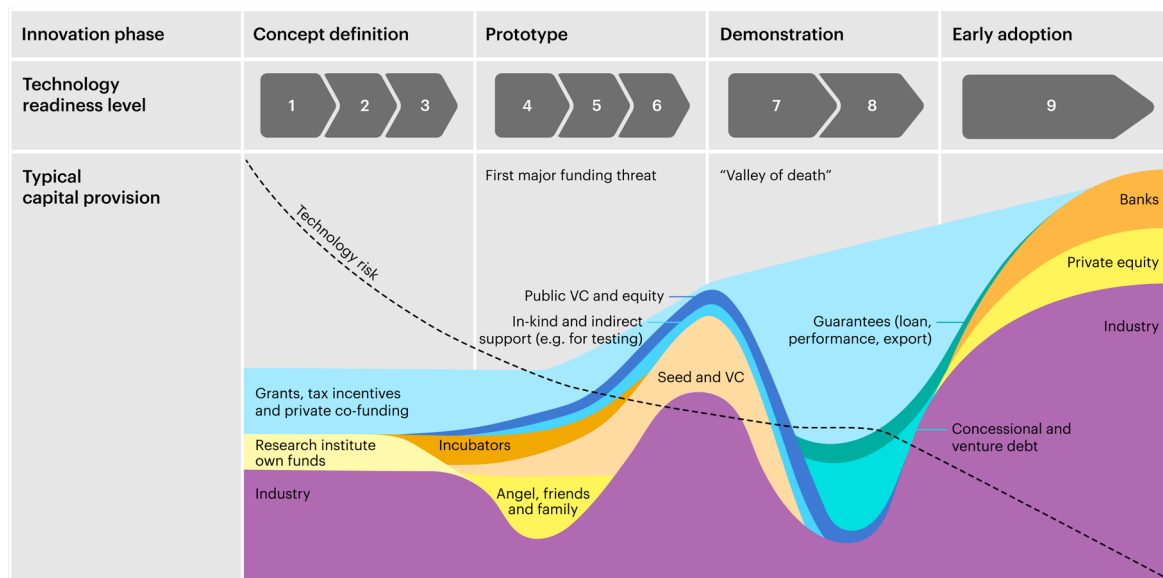 Innovation phase
Concept definition
Prototype
Demonstration
Early adoption
Technology
readiness level
1
2
3
4
5
6
7
8
9
Typical
capital provision
First major funding threat
“Valley of death”
Technology risk
Banks
Private equity
Industry
Public VC and equity
In-kind and indirect
support (e.g. for testing)
Guarantees (loan,
performance, export)
Seed and VC
Grants, tax incentives
and private co-funding
Research institute
own funds
Incubators
Concessional and
venture debt
Industry
Angel, friends
and family